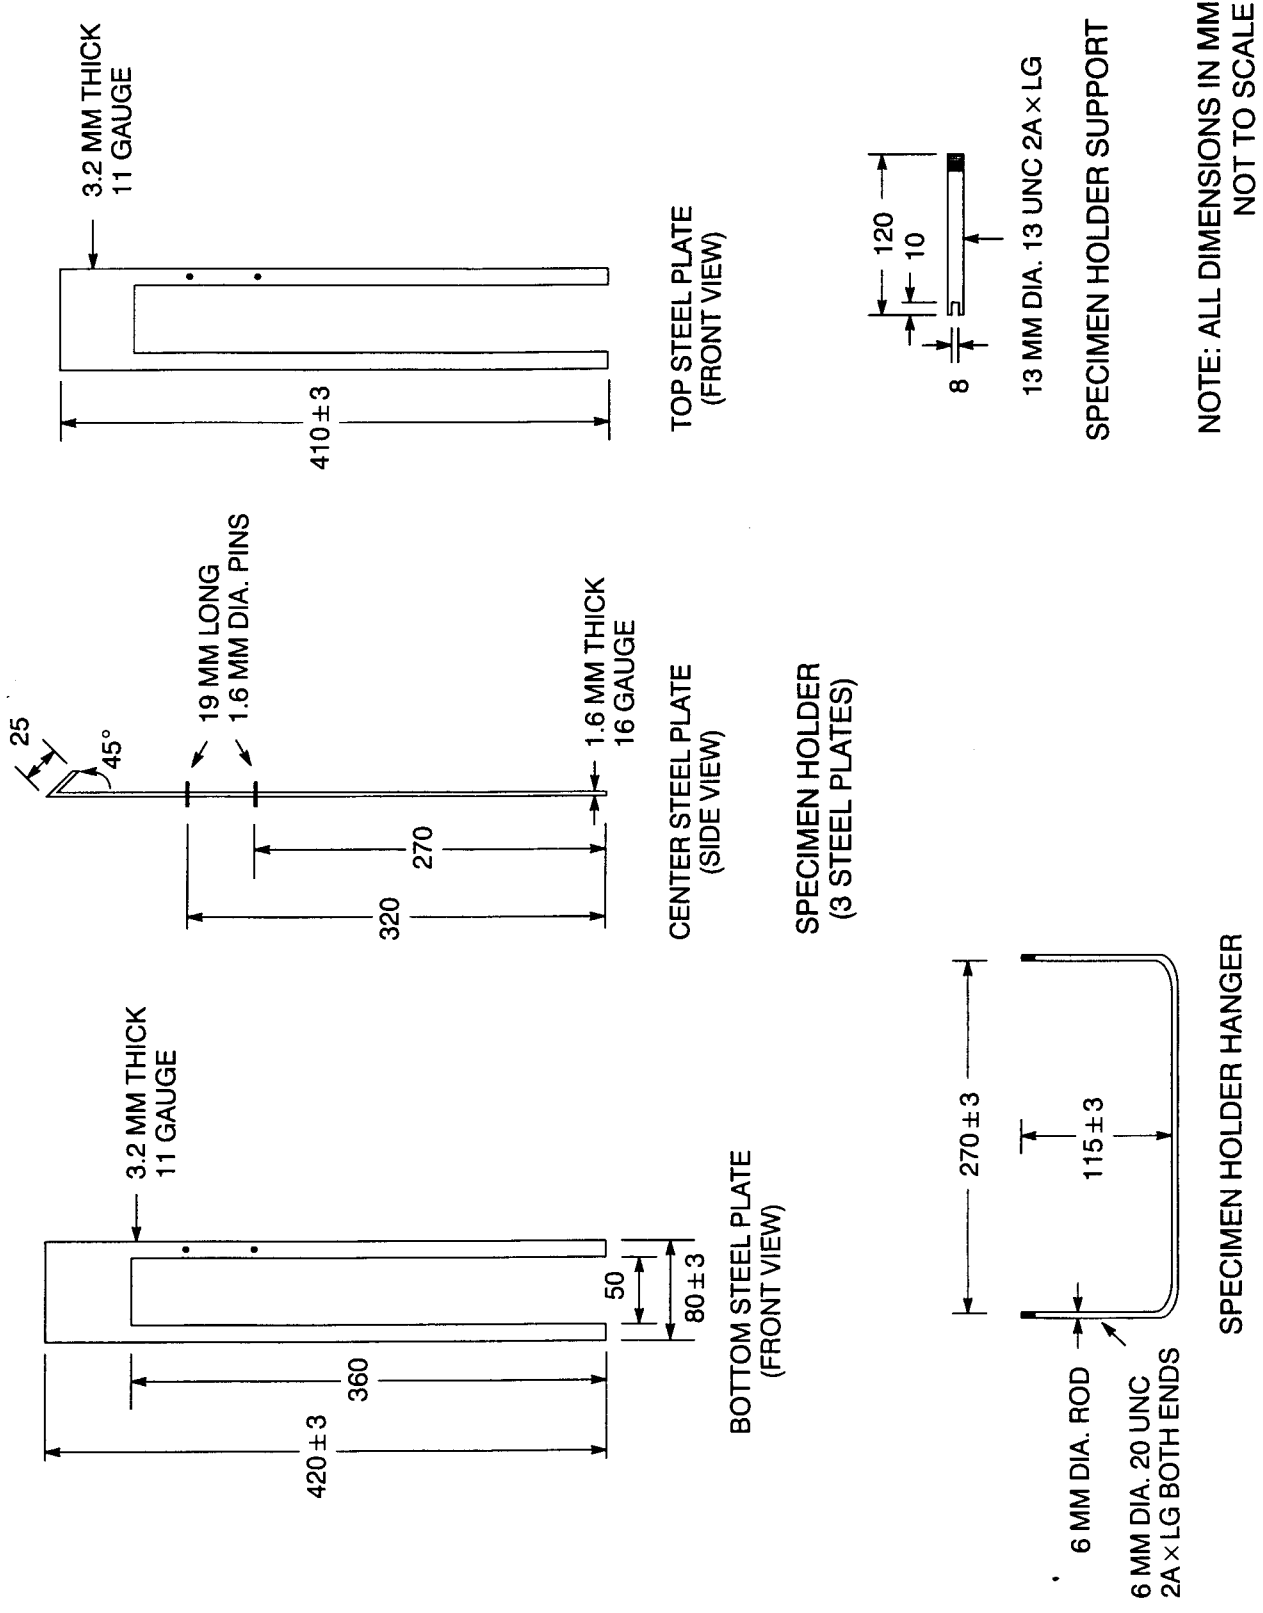 3.2 MM THICK
11 GAUGE
420±3
360
50
80±3
BOTTOM STEEL PLATE
(FRONT VIEW)
25
45°
19 MM LONG
1.6 MM DIA. PINS
320
270
1.6 MM THICK
16 GAUGE
CENTER STEEL PLATE
(SIDE VIEW)
3.2 MM THICK
11 GAUGE
410±3
TOP STEEL PLATE
(FRONT VIEW)
SPECIMEN HOLDER
(3 STEEL PLATES)
270±3
115±3
6 MM DIA. ROD
6 MM DIA. 20 UNC
2A×LG BOTH ENDS
SPECIMEN HOLDER HANGER
120
10
8
13 MM DIA. 13 UNC 2A×LG
SPECIMEN HOLDER SUPPORT
NOTE: ALL DIMENSIONS IN MM
NOT TO SCALE